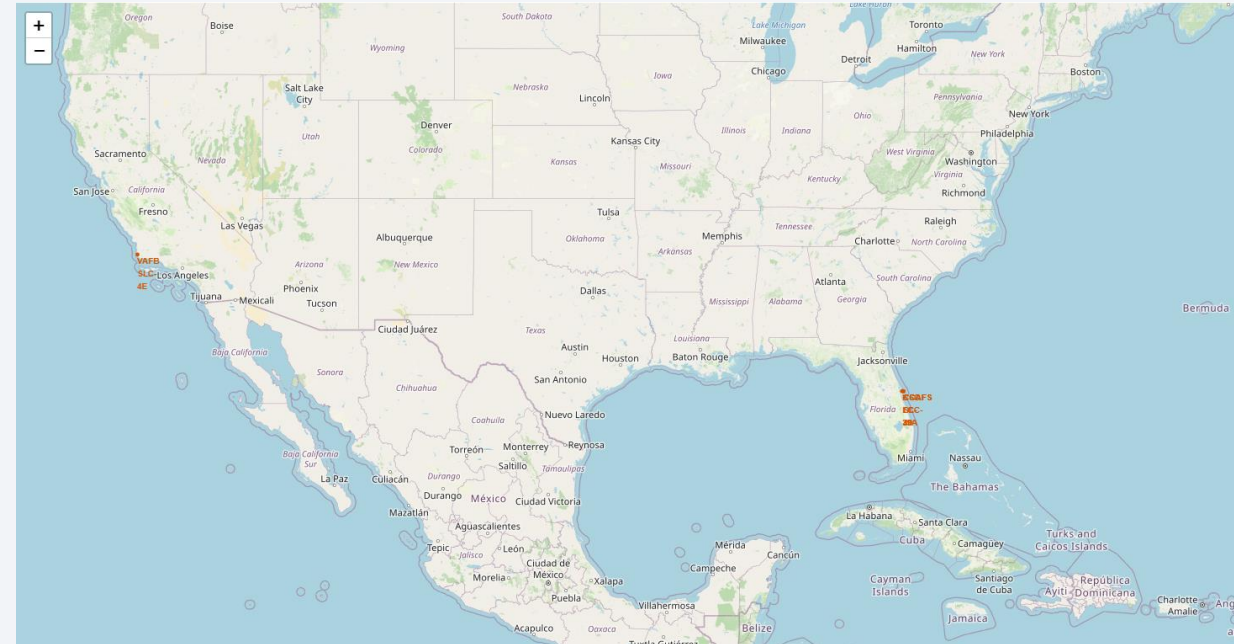 +
−
Oregon
Boise
South Dakota
Lake Michigan
Lake Huron
Toronto
Wyoming
Milwaukee
Hamilton
New York
Detroit
Chicago
Boston
Iowa
Salt Lake
City
Nebraska
Lincoln
Pennsylvania
New York
Denver
Utah
Colorado
Illinois
Indiana
Ohio
Philadelphia
Kansas City
Sacramento
Nevada
Kansas
Missouri
West Virginia
Washington
Virginia
Kentucky
San Jose
California
Richmond
Fresno
Las Vegas
Tulsa
Raleigh
Albuquerque
Oklahoma
Memphis
Tennessee
Charlotte
North Carolina
Arkansas
VAFB
SLC-
4E
Los Angeles
Arizona
New Mexico
South Carolina
Atlanta
Phoenix
Tijuana
Mexicali
Tucson
Dallas
Mississippi
Alabama
Georgia
Bermuda
Ciudad Juárez
Texas
Louisiana
Baja California
Austin
Houston
Baton Rouge
Jacksonville
Sonora
San Antonio
Chihuahua
Florida
Coahuila
Nuevo Laredo
Baja California
Sur
Torreón
Monterrey
Reynosa
Saltillo
Tamaulipas
Miami
Nassau
La Paz
Culiacán
Durango
Durango
México
Ciudad Victoria
The Bahamas
Mazatlán
Aguascalientes
La Habana
Santa Clara
Cuba
Camagüey
Turks and
Caicos Islands
Tepic
Jalisco
León
Mérida
Cancún
Ciudad de
México
Campeche
Morelia
Xalapa
Puebla
Cayman
Islands
Santiago
de Cuba
Ayiti
República
Dominicana
Villahermosa
Charlotte
Amalie
Jamaica
Acapulco
Oaxaca
Belize
Tuxtla Gutiérrez